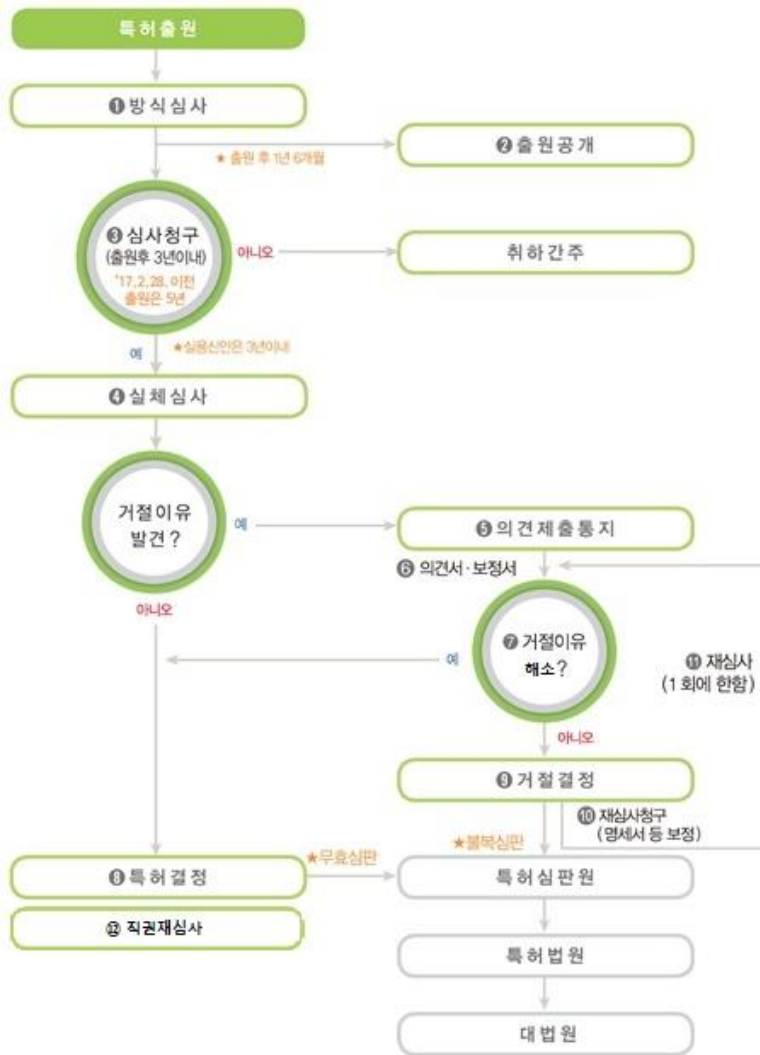 특허출원
❶ 방식심사
★ 출원 후 1년 6개월
❷ 출원공개
❸ 심사청구
(출원후 3년이내)
'17.2.28. 이전
출원은 5년
아니오
취하간주
예
★실용신안은 3년이내
❹ 실체심사
거절이유
발견?
예
❺ 의견제출통지
❻ 의견서·보정서
아니오
❼ 거절이유
해소?
예
⓫ 재심사
(1회에 한함)
아니오
❾ 거절결정
❿ 재심사청구
(명세서 등 보정)
★불복심판
❽ 특허결정
★무효심판
특허심판원
⑫ 직권재심사
특허법원
대법원